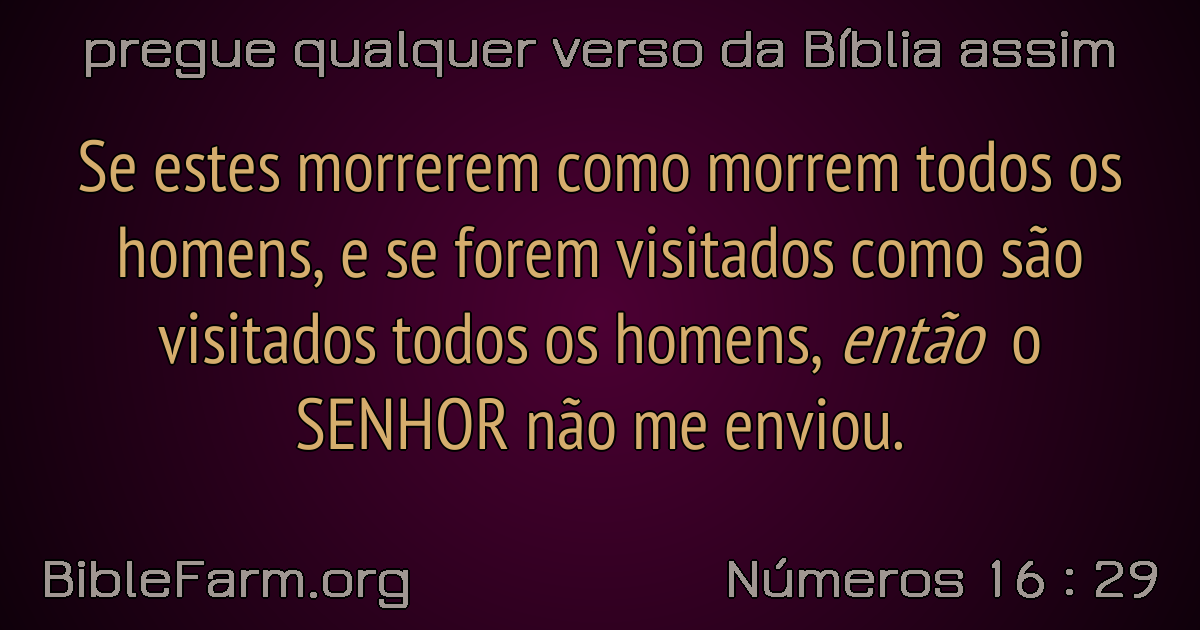 pregue qualquer verso da Bíblia assim
Se estes morrerem como morrem todos os
homens, e se forem visitados como são
visitados todos os homens, então o
SENHOR não me enviou.
BibleFarm.org
Números 16 : 29